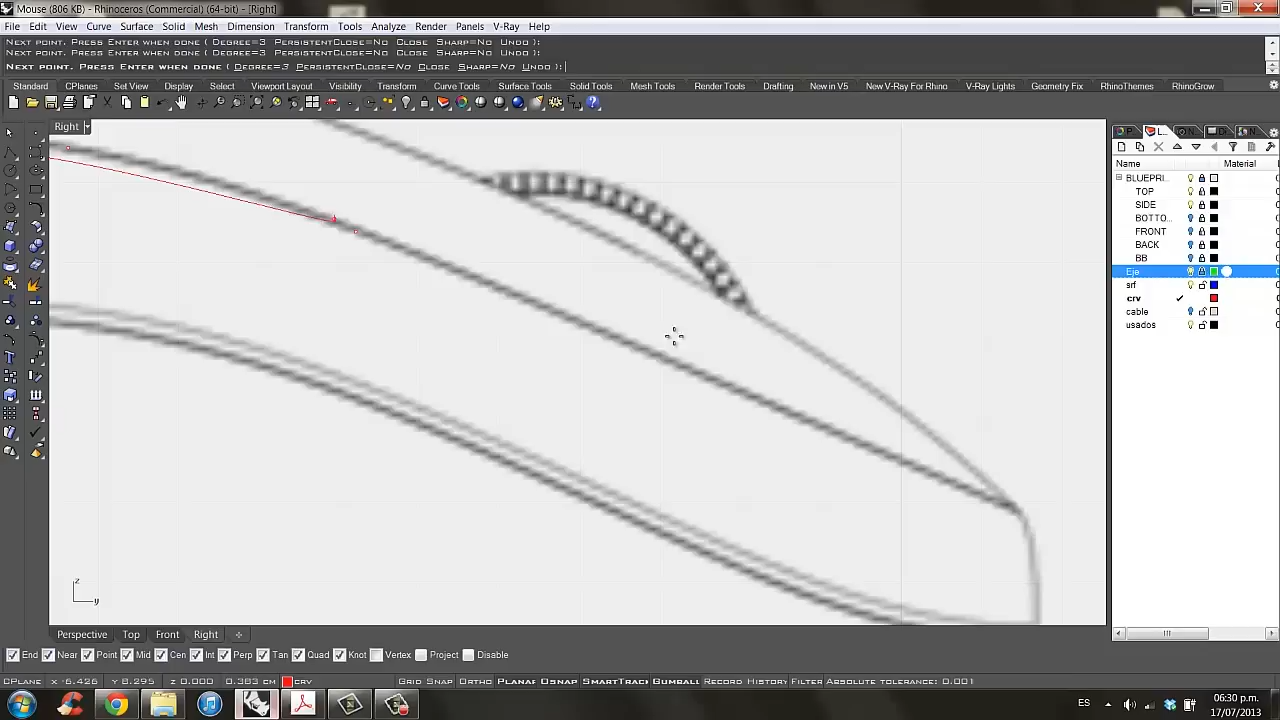 Mouse (806 KB) - Rhinoceros (Commercial) (64-bit) - [Right]
File Edit View Curve Surface Solid Mesh Dimension Transform Tools Analyze Render Panels V-Ray Help
Next point. Press Enter when done ( Degree=3 PersistentClose=No Close Sharp=No Undo ):
Next point. Press Enter when done ( Degree=3 PersistentClose=No Close Sharp=No Undo ):
Next point. Press Enter when done ( Degree=3 PersistentClose=No Close Sharp=No Undo ):
Standard CPlanes Set View Display Select Viewport Layout Visibility Transform Curve Tools Surface Tools Solid Tools Mesh Tools Render Tools Drafting New in V5 New V-Ray For Rhino V-Ray Lights Geometry Fix RhinoThemes RhinoGrow
Right
P... L... N... Di... N...
Name Material
BLUEPRI...
TOP
SIDE
BOTTO...
FRONT
BACK
BB
Eje
srf
crv
cable
usados
z
y
Perspective Top Front Right
End Near Point Mid Cen Int Perp Tan Quad Knot Vertex Project Disable
CPlane x -6.426 y 8.295 z 0.000 0.383 cm crv Grid Snap Ortho Planar Osnap SmartTrack Gumball Record History Filter Absolute tolerance: 0.001
ES 06:30 p.m.
17/07/2013